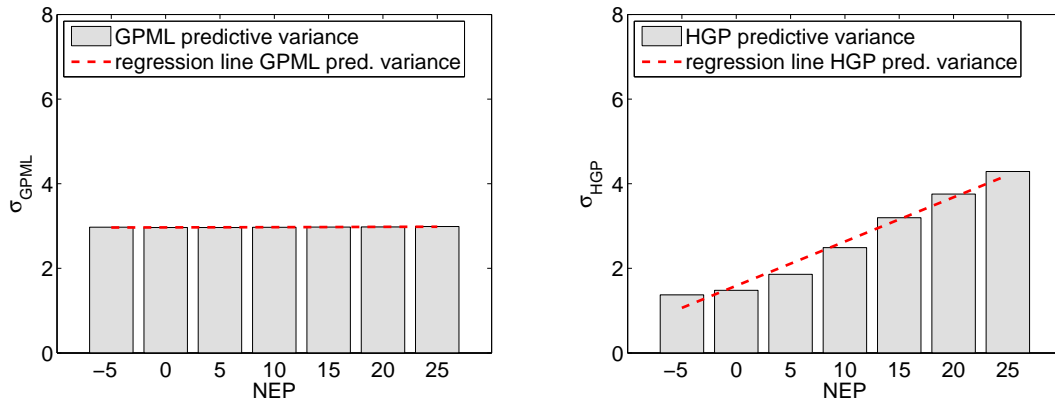 8
6
4
2
0
σGPML
GPML predictive variance
regression line GPML pred. variance
−5 0 5 10 15 20 25
NEP
8
6
4
2
0
σHGP
HGP predictive variance
regression line HGP pred. variance
−5 0 5 10 15 20 25
NEP